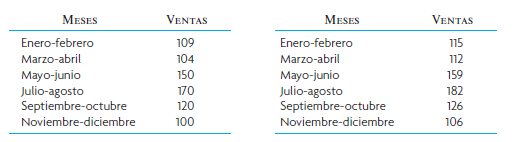 MESES VENTAS
Enero-febrero 109
Marzo-abril 104
Mayo-junio 150
Julio-agosto 170
Septiembre-octubre 120
Noviembre-diciembre 100
MESES VENTAS
Enero-febrero 115
Marzo-abril 112
Mayo-junio 159
Julio-agosto 182
Septiembre-octubre 126
Noviembre-diciembre 106